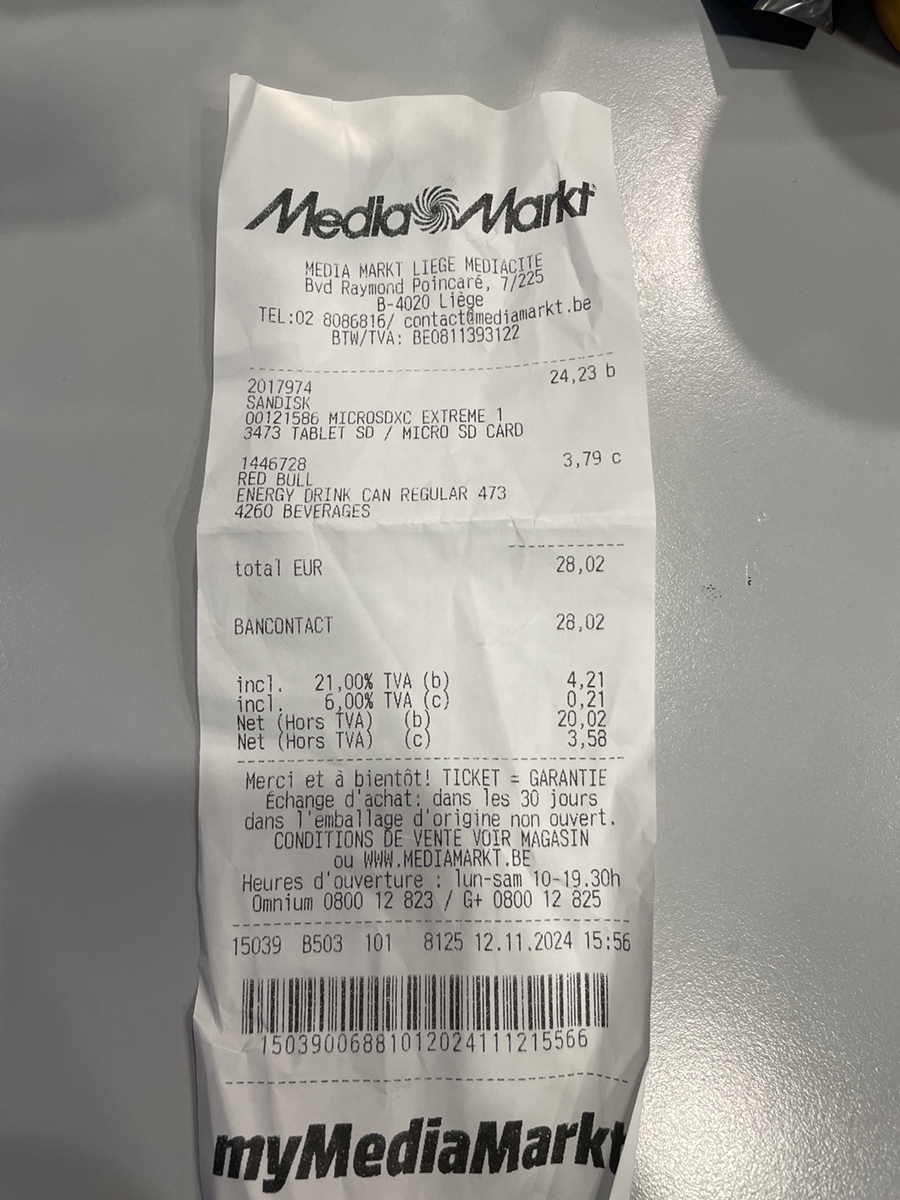 Media Markt
MEDIA MARKT LIEGE MEDIACITE
Bvd Raymond Poincaré, 7/225
B-4020 Liège
TEL:02 8086816/ contact@mediamarkt.be
BTW/TVA: BE0811393122
2017974 24,23 b
SANDISK
00121586 MICROSDXC EXTREME 1
3473 TABLET SD / MICRO SD CARD
1446728 3,79 c
RED BULL
ENERGY DRINK CAN REGULAR 473
4260 BEVERAGES
total EUR 28,02
BANCONTACT 28,02
incl. 21,00% TVA (b) 4,21
incl. 6,00% TVA (c) 0,21
Net (Hors TVA) (b) 20,02
Net (Hors TVA) (c) 3,58
Merci et à bientôt! TICKET = GARANTIE
Échange d'achat: dans les 30 jours
dans l'emballage d'origine non ouvert.
CONDITIONS DE VENTE VOIR MAGASIN
ou WWW.MEDIAMARKT.BE
Heures d'ouverture : lun-sam 10-19.30h
Omnium 0800 12 823 / G+ 0800 12 825
15039 B503 101 8125 12.11.2024 15:56
1503900688101202411121556​6
myMediaMarkt